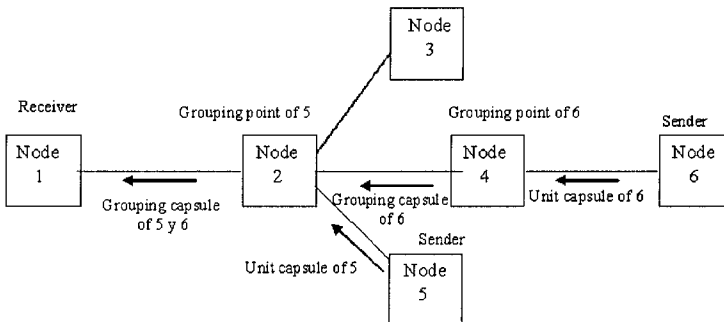 Node
3
Receiver
Grouping point of 5
Grouping point of 6
Sender
Node
1
Node
2
Node
4
Node
6
Grouping capsule
of 5 y 6
Grouping capsule
of 6
Unit capsule of 6
Unit capsule of 5
Sender
Node
5